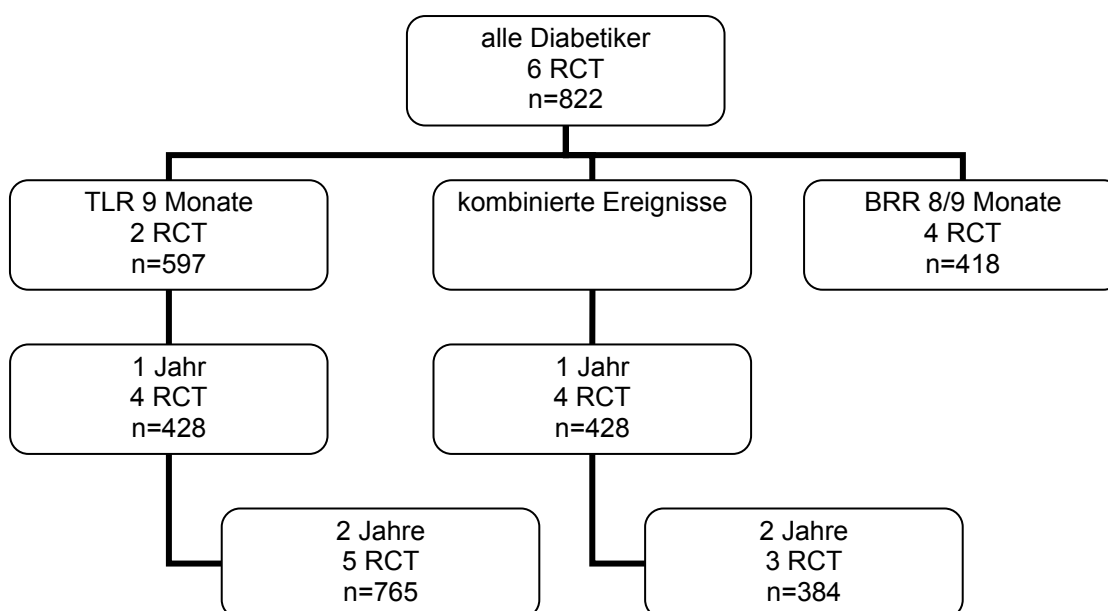 alle Diabetiker
6 RCT
n=822
TLR 9 Monate
2 RCT
n=597
kombinierte Ereignisse
BRR 8/9 Monate
4 RCT
n=418
1 Jahr
4 RCT
n=428
1 Jahr
4 RCT
n=428
2 Jahre
5 RCT
n=765
2 Jahre
3 RCT
n=384